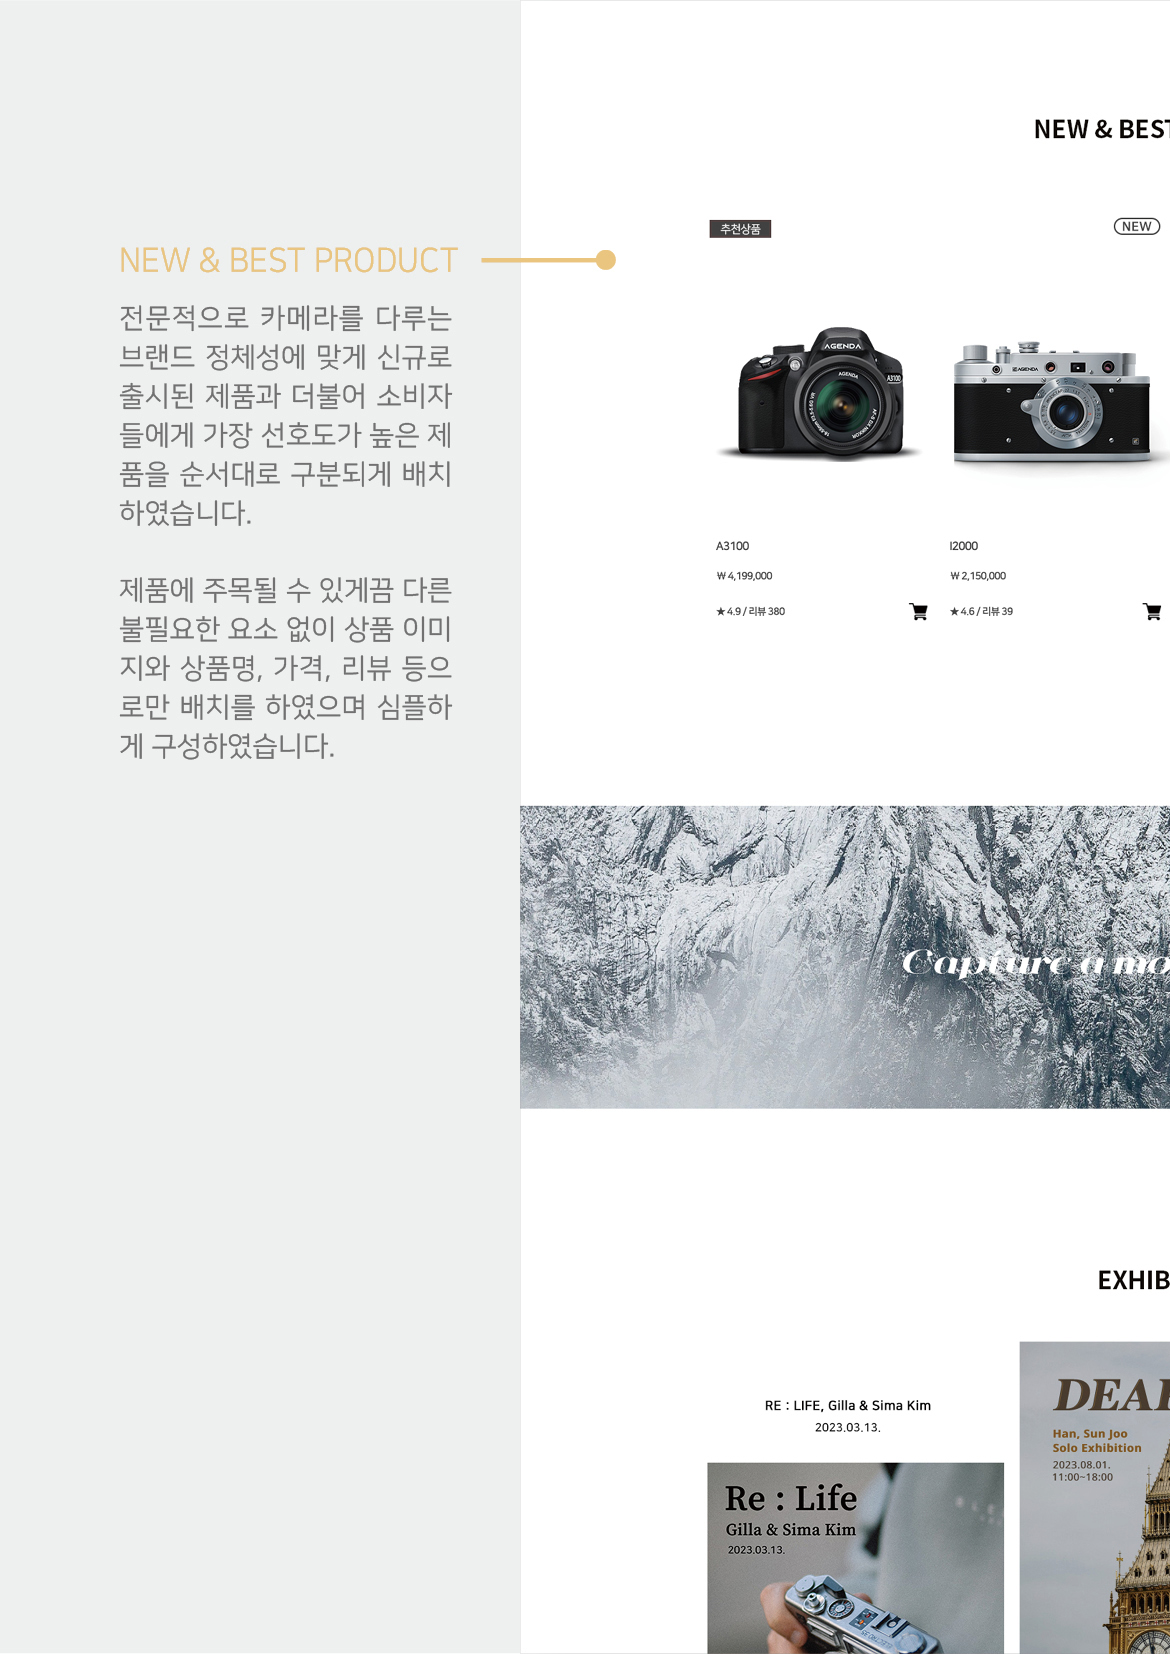 NEW & BEST PRODUCT
전문적으로 카메라를 다루는
브랜드 정체성에 맞게 신규로
출시된 제품과 더불어 소비자
들에게 가장 선호도가 높은 제
품을 순서대로 구분되게 배치
하였습니다.
제품에 주목될 수 있게끔 다른
불필요한 요소 없이 상품 이미
지와 상품명, 가격, 리뷰 등으
로만 배치를 하였으며 심플하
게 구성하였습니다.
NEW & BEST
추천상품
NEW
AGENDA
A3100
AGENDA
AGENDA
A3100
₩ 4,199,000
★ 4.9 / 리뷰 380
I2000
₩ 2,150,000
★ 4.6 / 리뷰 39
Capture a mo
EXHIB
RE : LIFE, Gilla & Sima Kim
2023.03.13.
Re : Life
Gilla & Sima Kim
2023.03.13.
DEAR
Han, Sun Joo
Solo Exhibition
2023.08.01.
11:00~18:00